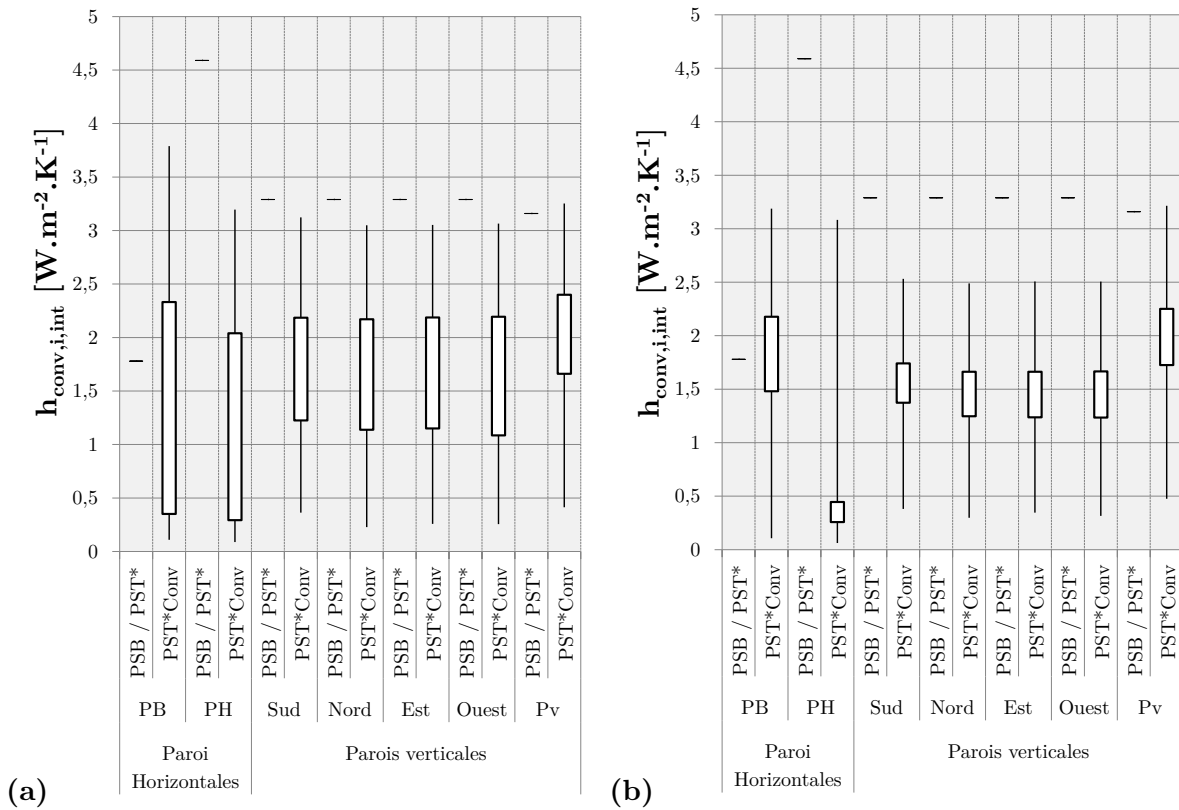 h_conv,i,int [W.m^-2.K^-1]
5
4,5
4
3,5
3
2,5
2
1,5
1
0,5
0
PSB / PST*
PST*Conv
PSB / PST*
PST*Conv
PSB / PST*
PST*Conv
PSB / PST*
PST*Conv
PSB / PST*
PST*Conv
PSB / PST*
PST*Conv
PSB / PST*
PST*Conv
PB PH Sud Nord Est Ouest Pv
Paroi Parois verticales
Horizontales
(a)
h_conv,i,int [W.m^-2.K^-1]
5
4,5
4
3,5
3
2,5
2
1,5
1
0,5
0
PSB / PST*
PST*Conv
PSB / PST*
PST*Conv
PSB / PST*
PST*Conv
PSB / PST*
PST*Conv
PSB / PST*
PST*Conv
PSB / PST*
PST*Conv
PSB / PST*
PST*Conv
PB PH Sud Nord Est Ouest Pv
Paroi Parois verticales
Horizontales
(b)